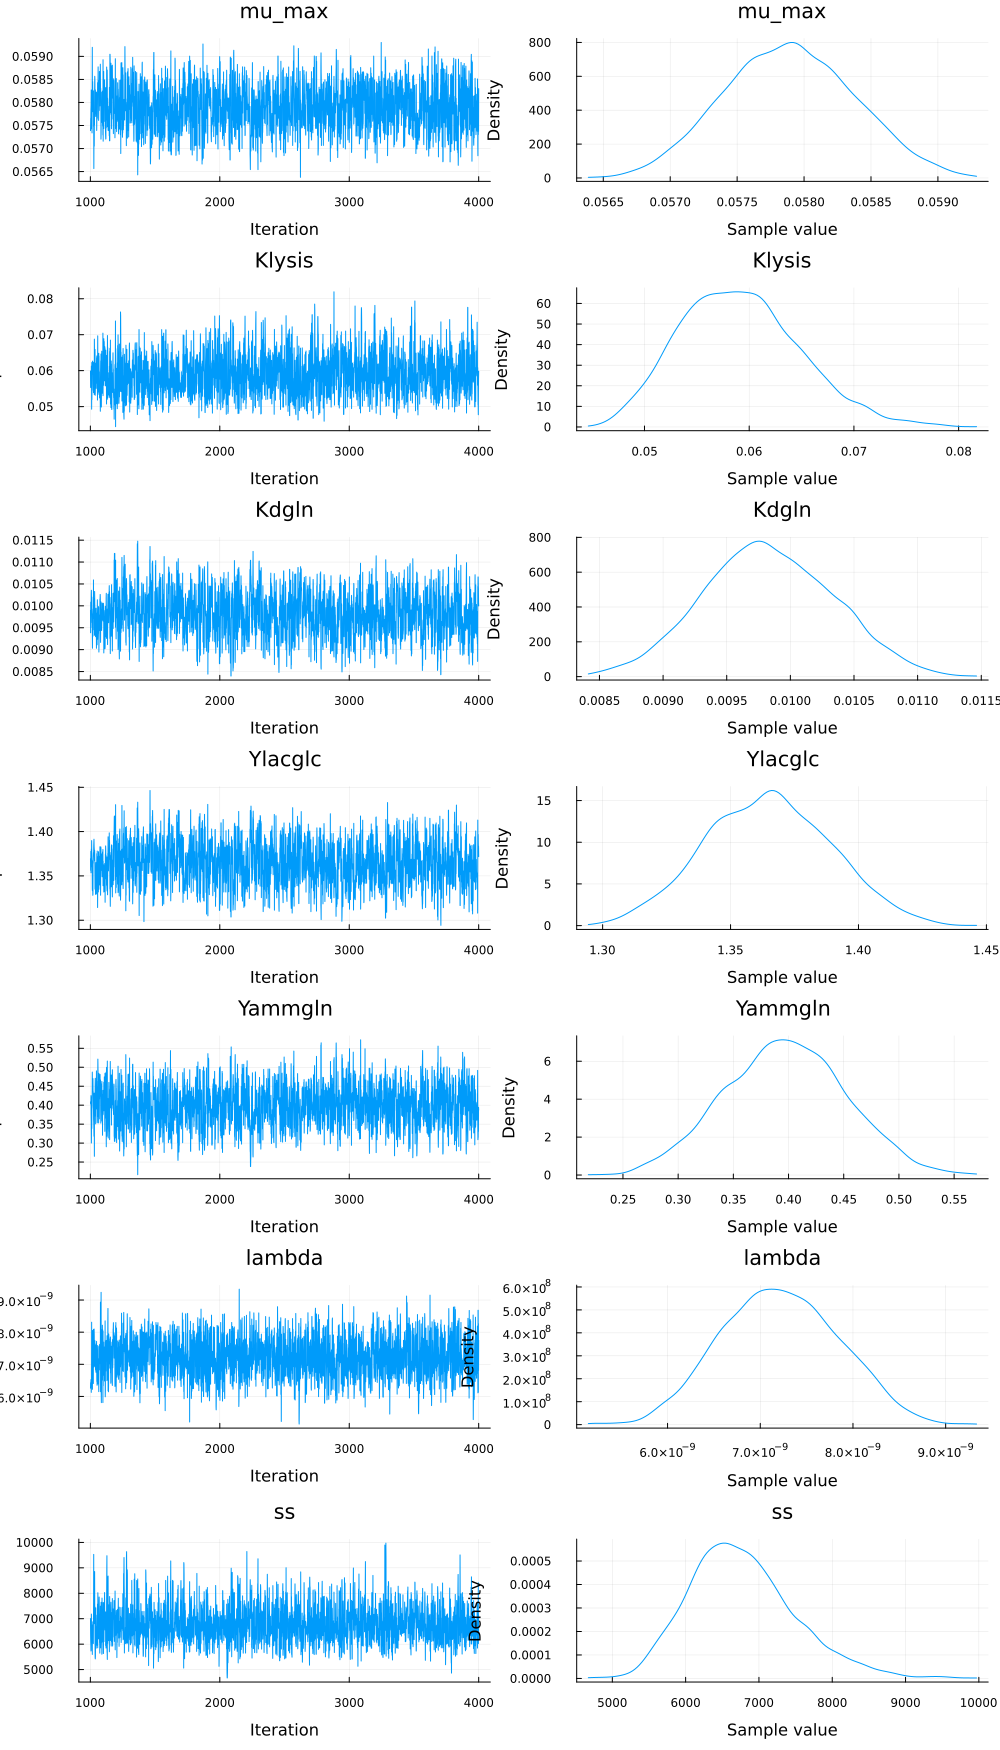 mu_max
0.0590
0.0585
0.0580
0.0575
0.0570
0.0565
1000 2000 3000 4000
Iteration
mu_max
Density
800
600
400
200
0
0.0565 0.0570 0.0575 0.0580 0.0585 0.0590
Sample value
Klysis
0.08
0.07
0.06
0.05
1000 2000 3000 4000
Iteration
Klysis
Density
60
50
40
30
20
10
0
0.05 0.06 0.07 0.08
Sample value
Kdgln
0.0115
0.0110
0.0105
0.0100
0.0095
0.0090
0.0085
1000 2000 3000 4000
Iteration
Kdgln
Density
800
600
400
200
0
0.0085 0.0090 0.0095 0.0100 0.0105 0.0110 0.0115
Sample value
Ylacglc
1.45
1.40
1.35
1.30
1000 2000 3000 4000
Iteration
Ylacglc
Density
15
10
5
0
1.30 1.35 1.40 1.45
Sample value
Yammgln
0.55
0.50
0.45
0.40
0.35
0.30
0.25
1000 2000 3000 4000
Iteration
Yammgln
Density
6
4
2
0
0.25 0.30 0.35 0.40 0.45 0.50 0.55
Sample value
lambda
9.0×10⁻⁹
8.0×10⁻⁹
7.0×10⁻⁹
6.0×10⁻⁹
1000 2000 3000 4000
Iteration
lambda
Density
6.0×10⁸
5.0×10⁸
4.0×10⁸
3.0×10⁸
2.0×10⁸
1.0×10⁸
0
6.0×10⁻⁹ 7.0×10⁻⁹ 8.0×10⁻⁹ 9.0×10⁻⁹
Sample value
ss
10000
9000
8000
7000
6000
5000
1000 2000 3000 4000
Iteration
ss
Density
0.0005
0.0004
0.0003
0.0002
0.0001
0.0000
5000 6000 7000 8000 9000 10000
Sample value